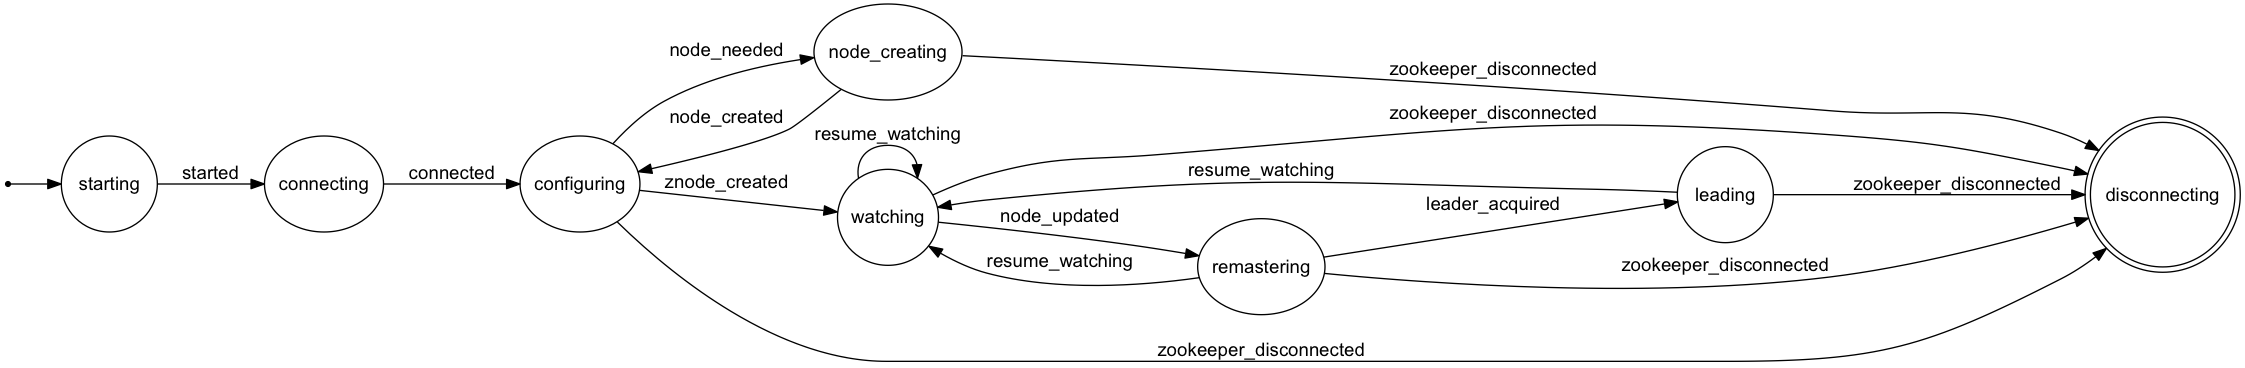 node_needed
node_creating
zookeeper_disconnected
node_created
zookeeper_disconnected
resume_watching
starting
started
connecting
connected
configuring
znode_created
watching
resume_watching
node_updated
leader_acquired
leading
zookeeper_disconnected
disconnecting
resume_watching
remastering
zookeeper_disconnected
zookeeper_disconnected